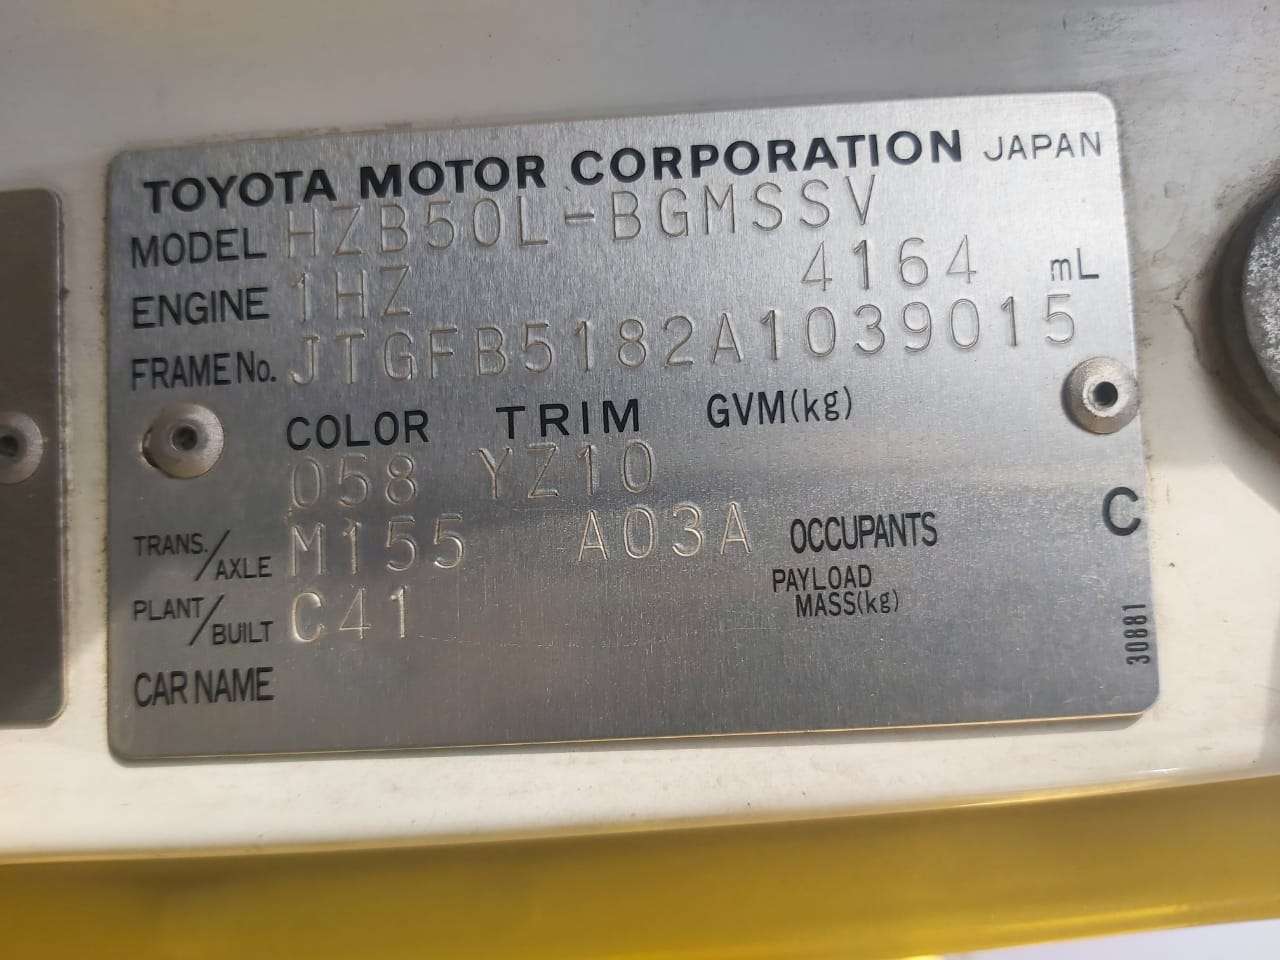 TOYOTA MOTOR CORPORATION JAPAN
MODEL HZB50L-BGMSSV
ENGINE 1HZ 4164 mL
FRAME No. JTGFB5182A1039015
COLOR TRIM GVM(kg)
058 YZ10
TRANS./AXLE M155 A03A OCCUPANTS C
PAYLOAD MASS(kg)
PLANT/BUILT C41
CAR NAME
30881